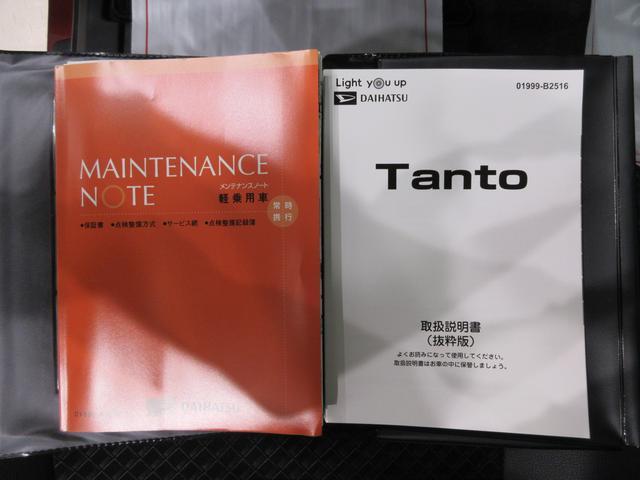 MAINTENANCE
NOTE
メンテナンスノート
軽乗用車
常時
携行
●保証書 ●点検整備方式 ●サービス網 ●点検整備記録簿
DAIHATSU
Light you up
DAIHATSU
01999-B2516
Tanto
取扱説明書
(抜粋版)
よくお読みになって使用してください。
取扱説明書はお車の中に保管しましょう。